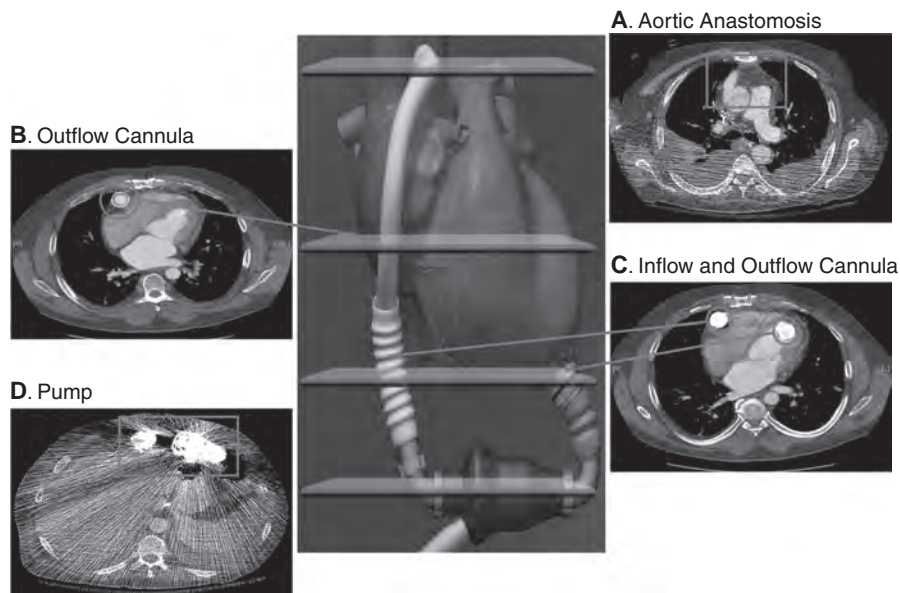 A. Aortic Anastomosis
B. Outflow Cannula
C. Inflow and Outflow Cannula
D. Pump